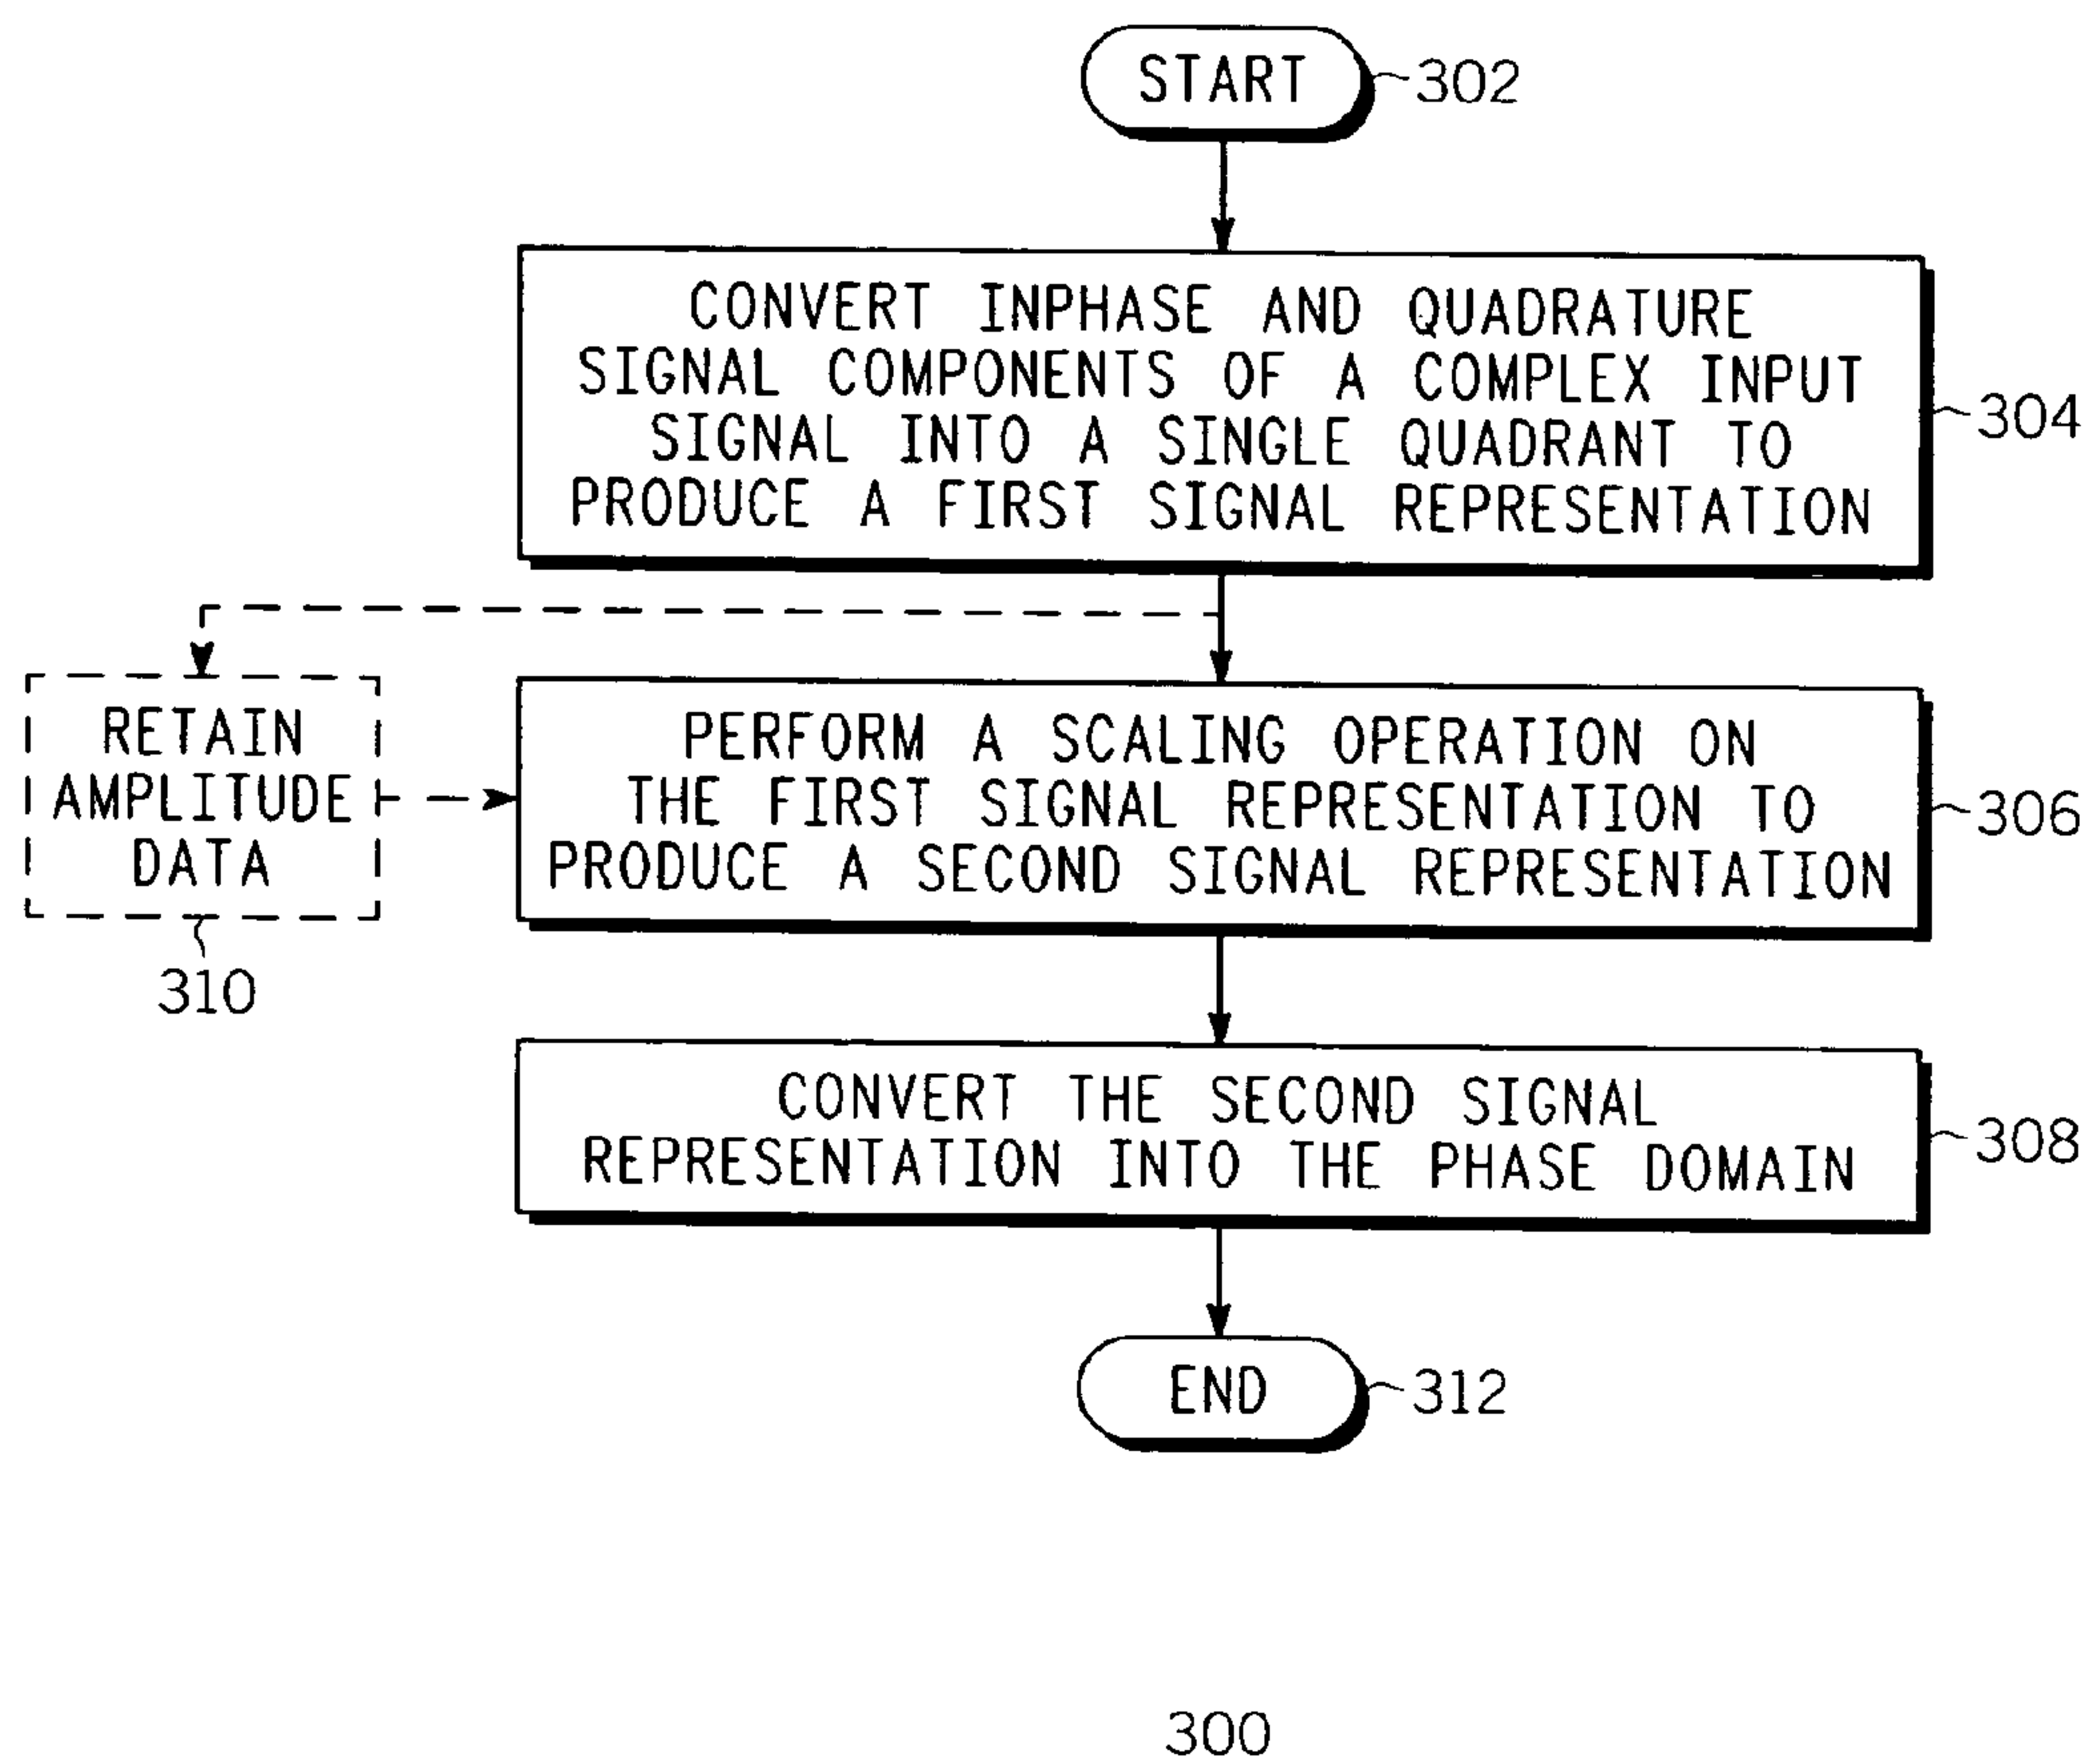 START
302
CONVERT INPHASE AND QUADRATURE
SIGNAL COMPONENTS OF A COMPLEX INPUT
SIGNAL INTO A SINGLE QUADRANT TO
PRODUCE A FIRST SIGNAL REPRESENTATION
304
RETAIN
AMPLITUDE
DATA
310
PERFORM A SCALING OPERATION ON
THE FIRST SIGNAL REPRESENTATION TO
PRODUCE A SECOND SIGNAL REPRESENTATION
306
CONVERT THE SECOND SIGNAL
REPRESENTATION INTO THE PHASE DOMAIN
308
END
312
300